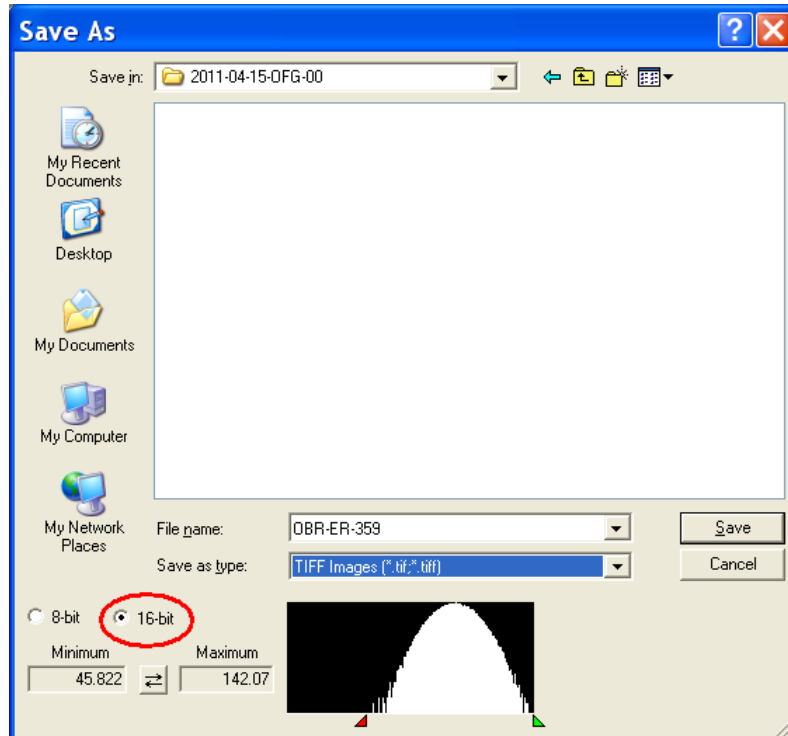 Save As
Save in: 2011-04-15-OFG-00
My Recent
Documents
Desktop
My Documents
My Computer
My Network
Places
File name: OBR-ER-359 Save
Save as type: TIFF Images (*.tif;*.tiff) Cancel
8-bit 16-bit
Minimum Maximum
45.822 142.07